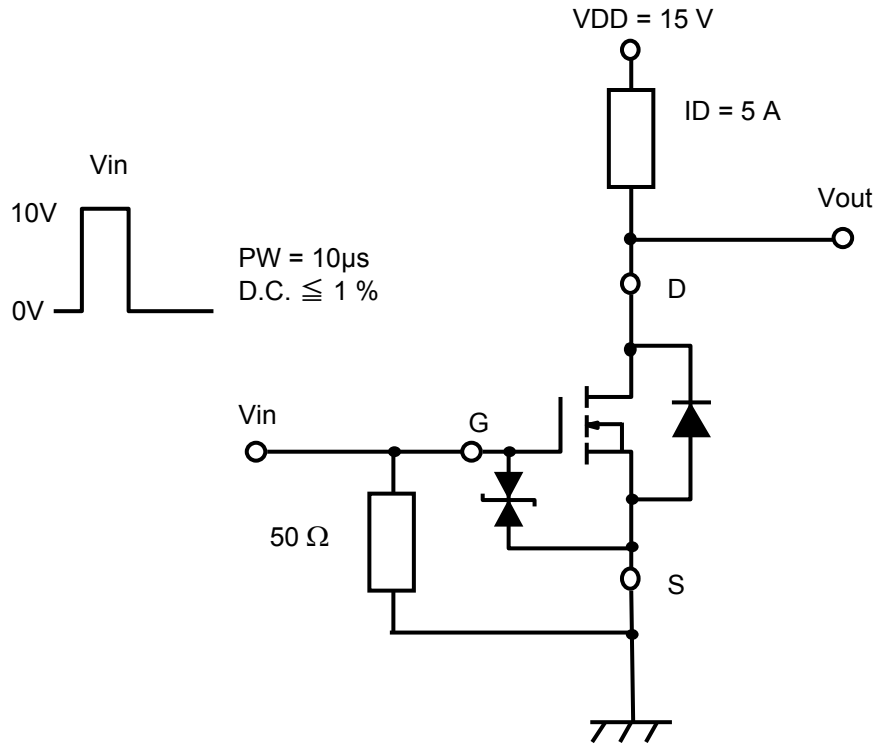 VDD = 15 V
ID = 5 A
Vin
10V
Vout
PW = 10µs
D
0V
D.C. ≦ 1 %
Vin
G
50 Ω
S